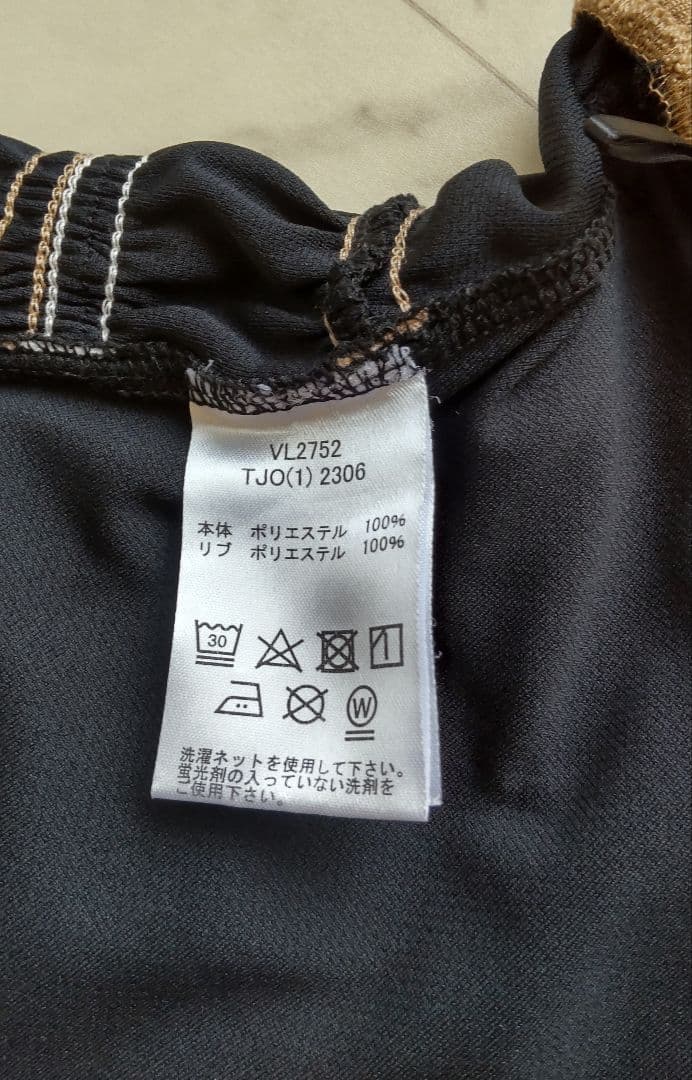 VL2752
TJO(1) 2306
本体 ポリエステル 100%
リブ ポリエステル 100%
30
W
洗濯ネットを使用して下さい。
蛍光剤の入っていない洗剤を
ご使用下さい。